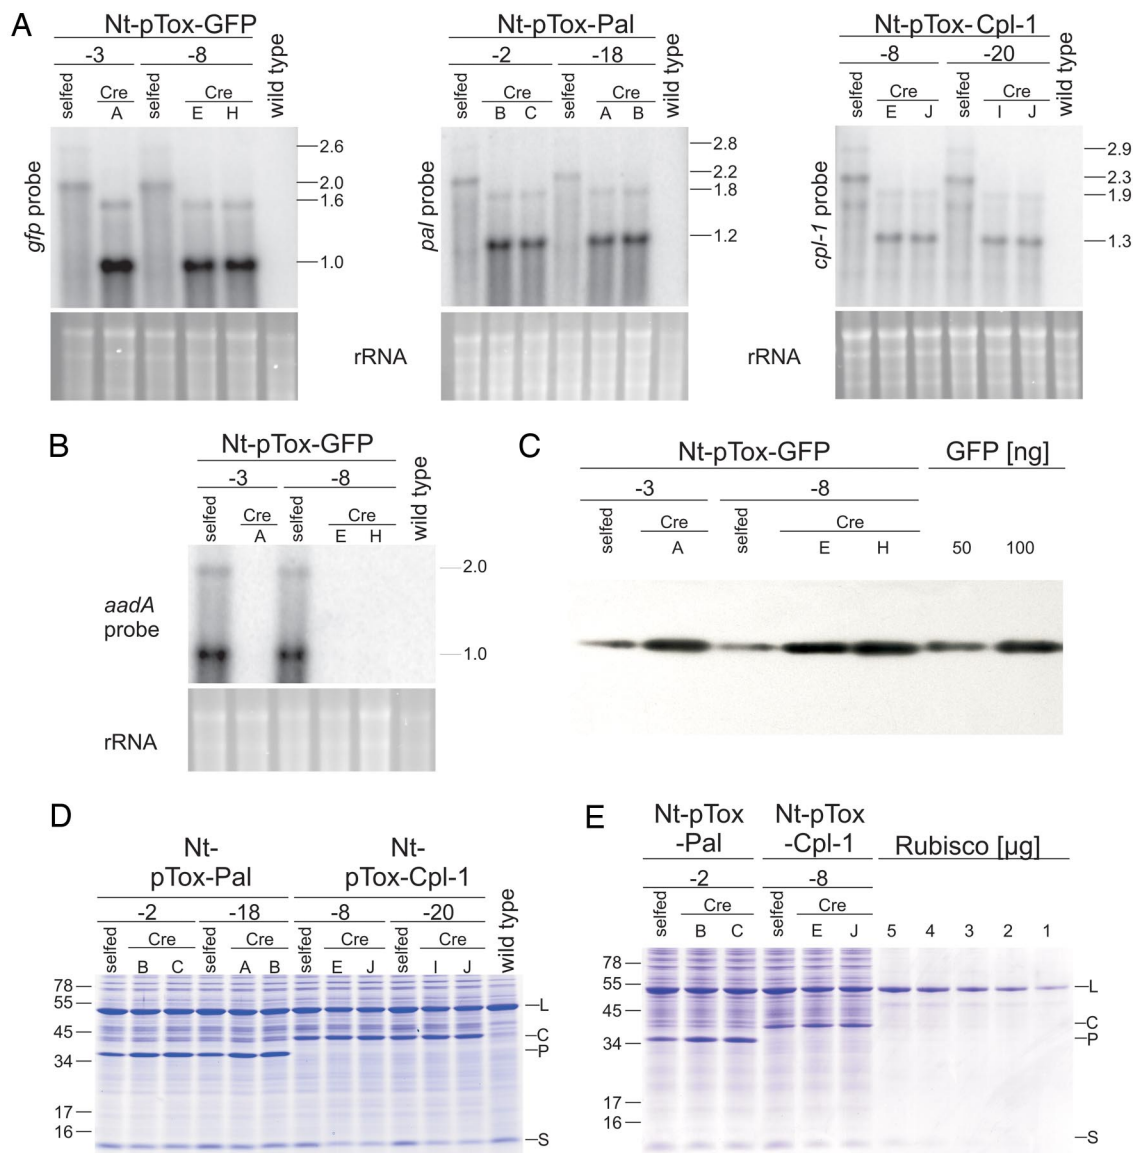 A
Nt-pTox-GFP
-3 -8
selfed Cre A selfed Cre E H wild type
gfp probe
2.6
2.0
1.6
1.0
Nt-pTox-Pal
-2 -18
selfed Cre B C selfed Cre A B wild type
pal probe
2.8
2.2
1.8
1.2
Nt-pTox-Cpl-1
-8 -20
selfed Cre E J selfed Cre I J wild type
cpl-1 probe
2.9
2.3
1.9
1.3
rRNA
rRNA
B
Nt-pTox-GFP
-3 -8
selfed Cre A selfed Cre E H wild type
aadA
probe
2.0
1.0
rRNA
C
Nt-pTox-GFP GFP [ng]
-3 -8
selfed Cre A selfed Cre E H 50 100
D
Nt-
pTox-Pal
Nt-
pTox-Cpl-1
-2 -18 -8 -20
selfed Cre B C selfed Cre A B selfed Cre E J selfed Cre I J wild type
78
55
45
34
17
16
L
C
P
S
E
Nt-pTox
-Pal
Nt-pTox
-Cpl-1
Rubisco [µg]
-2 -8
selfed Cre B C selfed Cre E J 5 4 3 2 1
78
55
45
34
17
16
L
C
P
S